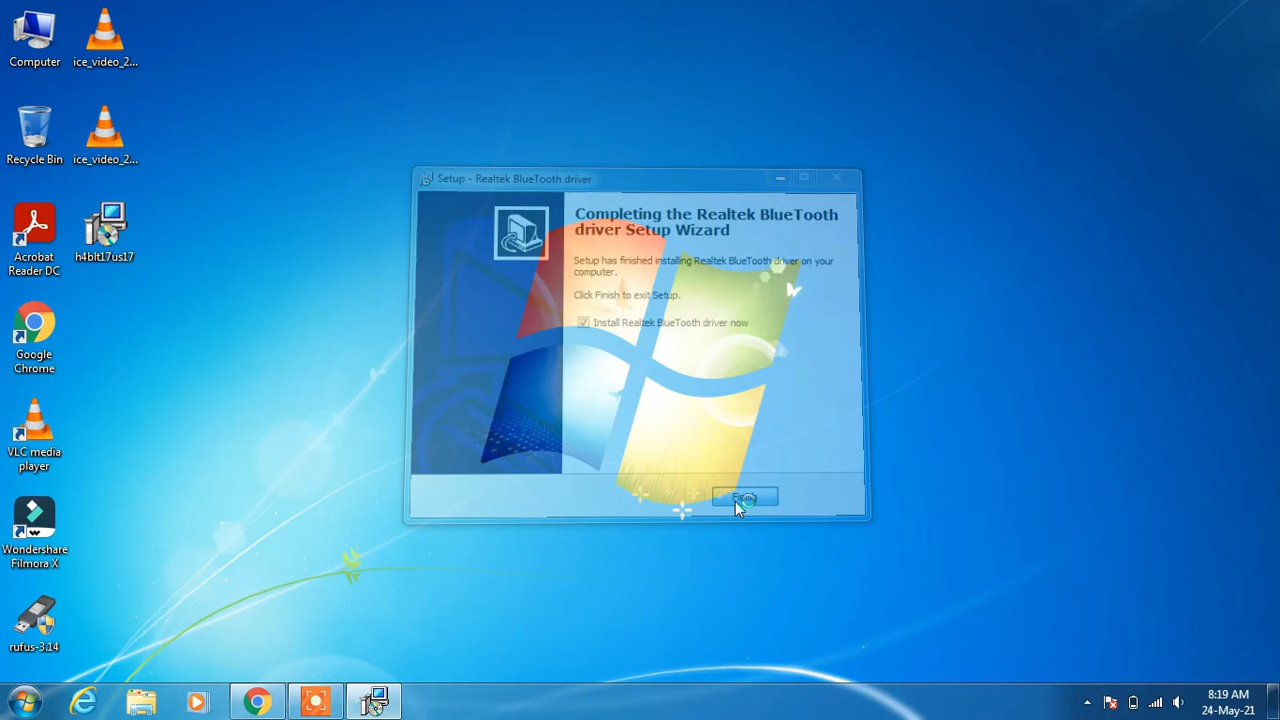 Computer
ice_video_2...
Recycle Bin
ice_video_2...
Acrobat
Reader DC
h4blt17us17
Google
Chrome
VLC media
player
Wondershare
Filmora X
rufus-3.14
Setup - Realtek BlueTooth driver
Completing the Realtek BlueTooth
driver Setup Wizard
Setup has finished installing Realtek BlueTooth driver on your
computer.
Click Finish to exit Setup.
Install Realtek BlueTooth driver now
Finish
8:19 AM
24-May-21